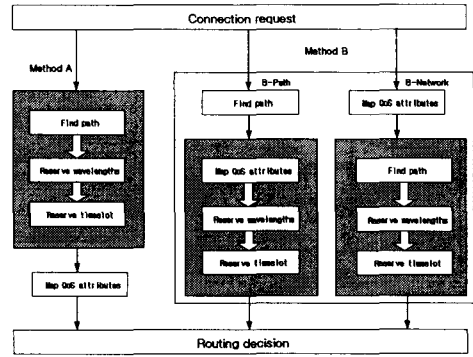 Connection request
Method A
Method B
B-Path
B-Network
Find path
Reserve wavelengths
Reserve timeslot
Map QoS attributes
Find path
Map QoS attributes
Reserve wavelengths
Reserve timeslot
Map QoS attributes
Find path
Reserve wavelengths
Reserve timeslot
Routing decision